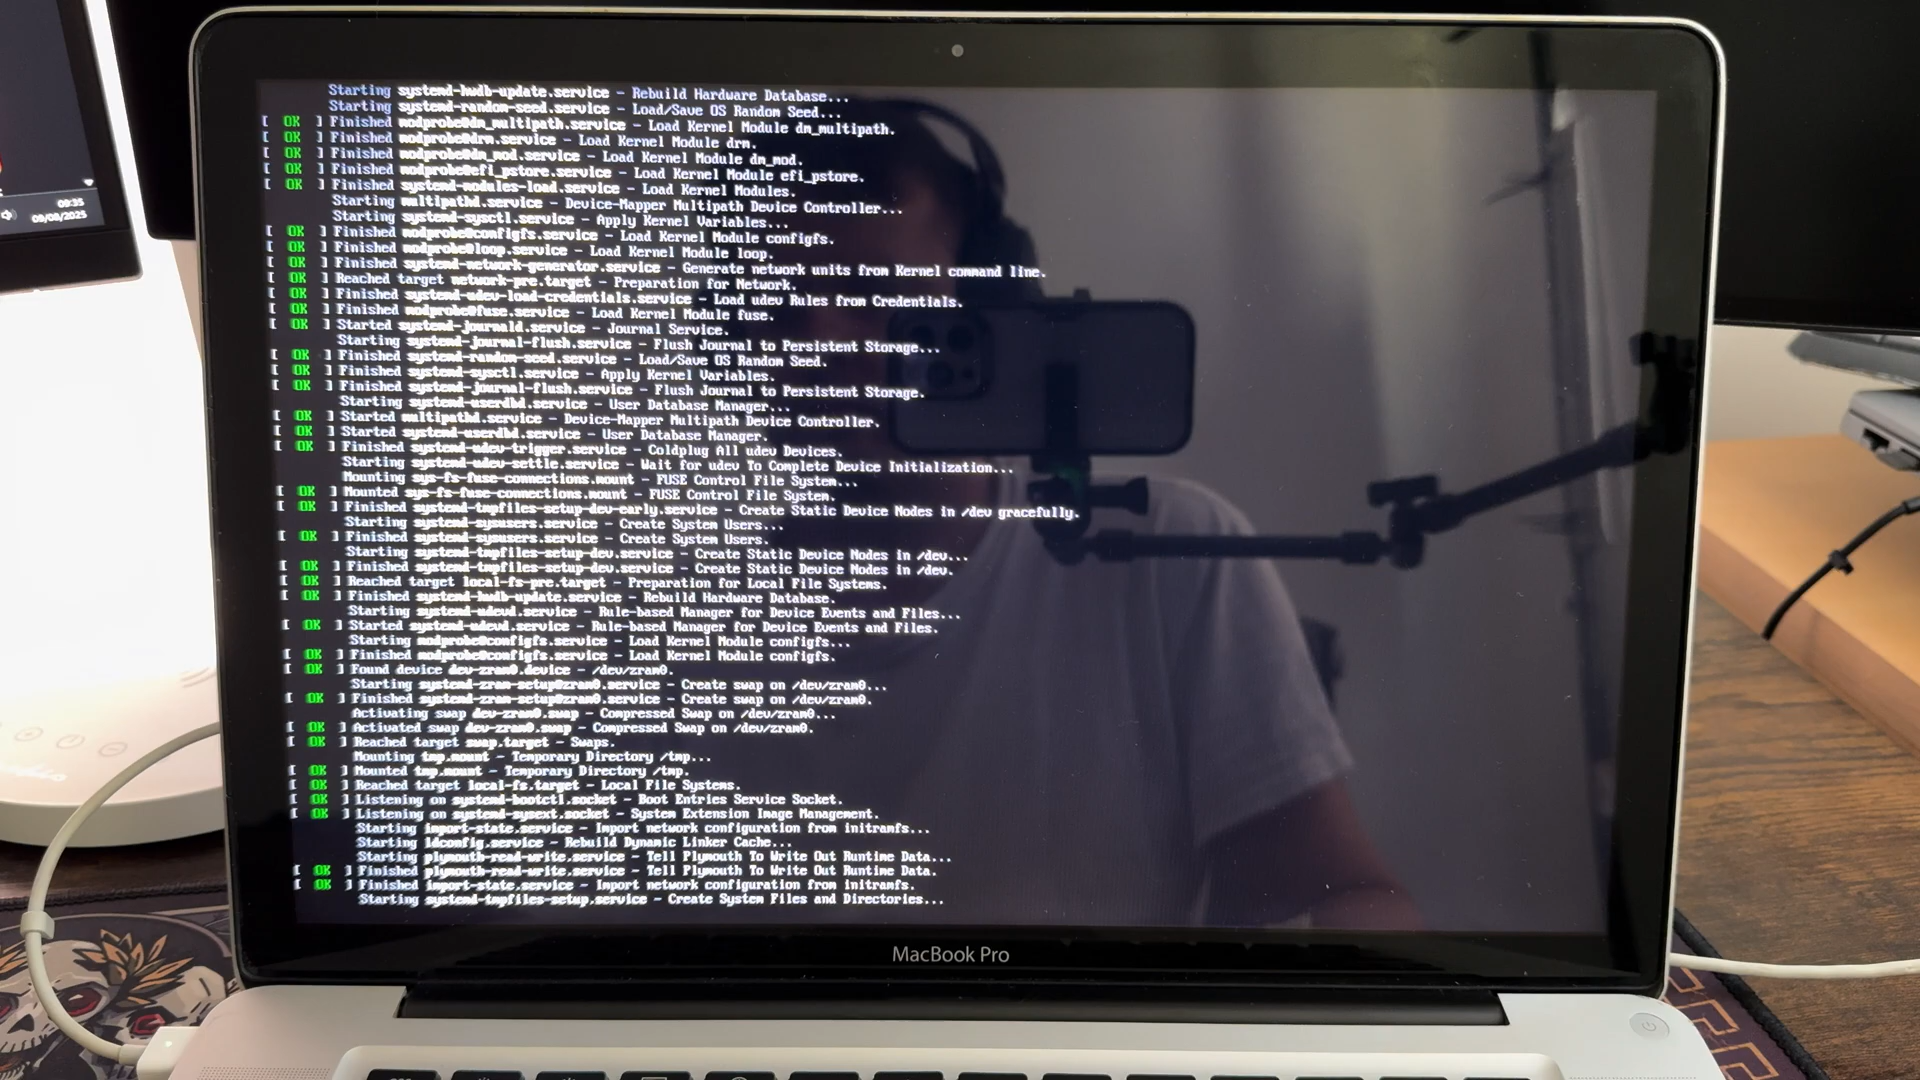 Starting systemd-hwdb-update.service - Rebuild Hardware Database...
Starting systemd-random-seed.service - Load/Save OS Random Seed...
[ OK ] Finished modprobe@dm_multipath.service - Load Kernel Module dm_multipath.
[ OK ] Finished modprobe@drm.service - Load Kernel Module drm.
[ OK ] Finished modprobe@dm_mod.service - Load Kernel Module dm_mod.
[ OK ] Finished modprobe@efi_pstore.service - Load Kernel Module efi_pstore.
[ OK ] Finished systemd-modules-load.service - Load Kernel Modules.
Starting multipathd.service - Device-Mapper Multipath Device Controller...
Starting systemd-sysctl.service - Apply Kernel Variables...
[ OK ] Finished modprobe@configfs.service - Load Kernel Module configfs.
[ OK ] Finished modprobe@loop.service - Load Kernel Module loop.
[ OK ] Finished systemd-network-generator.service - Generate network units from Kernel command line.
[ OK ] Reached target network-pre.target - Preparation for Network.
[ OK ] Finished systemd-udev-load-credentials.service - Load udev Rules from Credentials.
[ OK ] Finished modprobe@fuse.service - Load Kernel Module fuse.
[ OK ] Started systemd-journald.service - Journal Service.
Starting systemd-journal-flush.service - Flush Journal to Persistent Storage...
[ OK ] Finished systemd-random-seed.service - Load/Save OS Random Seed.
[ OK ] Finished systemd-sysctl.service - Apply Kernel Variables.
[ OK ] Finished systemd-journal-flush.service - Flush Journal to Persistent Storage.
Starting systemd-userdbd.service - User Database Manager...
[ OK ] Started multipathd.service - Device-Mapper Multipath Device Controller.
[ OK ] Started systemd-userdbd.service - User Database Manager.
[ OK ] Finished systemd-udev-trigger.service - Coldplug All udev Devices.
Starting systemd-udev-settle.service - Wait for udev To Complete Device Initialization...
Mounting sys-fs-fuse-connections.mount - FUSE Control File System...
[ OK ] Mounted sys-fs-fuse-connections.mount - FUSE Control File System.
[ OK ] Finished systemd-tmpfiles-setup-dev-early.service - Create Static Device Nodes in /dev gracefully.
Starting systemd-sysusers.service - Create System Users...
[ OK ] Finished systemd-sysusers.service - Create System Users.
Starting systemd-tmpfiles-setup-dev.service - Create Static Device Nodes in /dev...
[ OK ] Finished systemd-tmpfiles-setup-dev.service - Create Static Device Nodes in /dev.
[ OK ] Reached target local-fs-pre.target - Preparation for Local File Systems.
[ OK ] Finished systemd-hwdb-update.service - Rebuild Hardware Database.
Starting systemd-udevd.service - Rule-based Manager for Device Events and Files...
[ OK ] Started systemd-udevd.service - Rule-based Manager for Device Events and Files.
Starting modprobe@configfs.service - Load Kernel Module configfs...
[ OK ] Finished modprobe@configfs.service - Load Kernel Module configfs.
[ OK ] Found device dev-zram0.device - /dev/zram0.
Starting systemd-zram-setup@zram0.service - Create swap on /dev/zram0...
[ OK ] Finished systemd-zram-setup@zram0.service - Create swap on /dev/zram0.
Activating swap dev-zram0.swap - Compressed Swap on /dev/zram0...
[ OK ] Activated swap dev-zram0.swap - Compressed Swap on /dev/zram0.
[ OK ] Reached target swap.target - Swaps.
Mounting tmp.mount - Temporary Directory /tmp...
[ OK ] Mounted tmp.mount - Temporary Directory /tmp.
[ OK ] Reached target local-fs.target - Local File Systems.
[ OK ] Listening on systemd-bootctl.socket - Boot Entries Service Socket.
[ OK ] Listening on systemd-sysext.socket - System Extension Image Management.
Starting import-state.service - Import network configuration from initramfs...
Starting ldconfig.service - Rebuild Dynamic Linker Cache...
Starting plymouth-read-write.service - Tell Plymouth To Write Out Runtime Data...
[ OK ] Finished plymouth-read-write.service - Tell Plymouth To Write Out Runtime Data.
[ OK ] Finished import-state.service - Import network configuration from initramfs.
Starting systemd-tmpfiles-setup.service - Create System Files and Directories...
MacBook Pro
09:35
09/08/2025